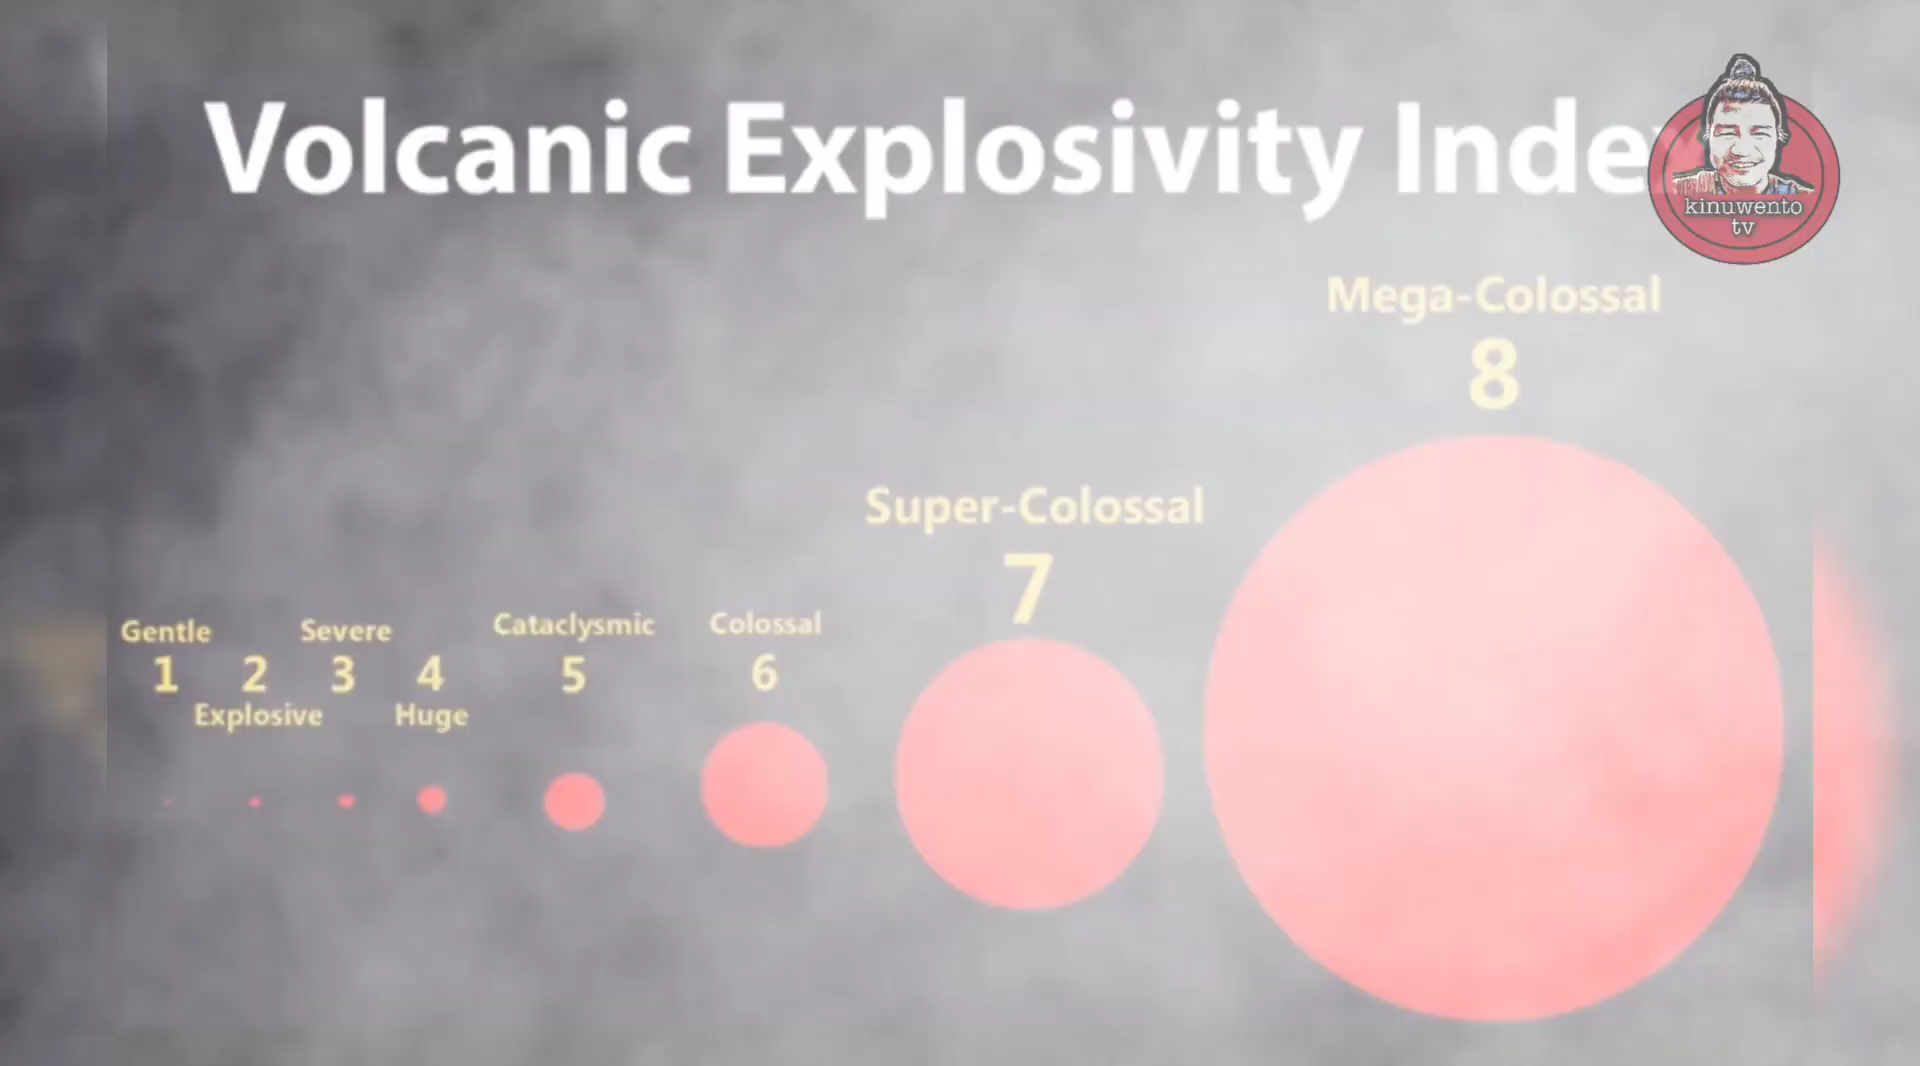 Volcanic Explosivity Index
kinuwento
tv
Mega-Colossal
8
Super-Colossal
7
Gentle
1
2
Explosive
Severe
3
4
Huge
Cataclysmic
5
Colossal
6